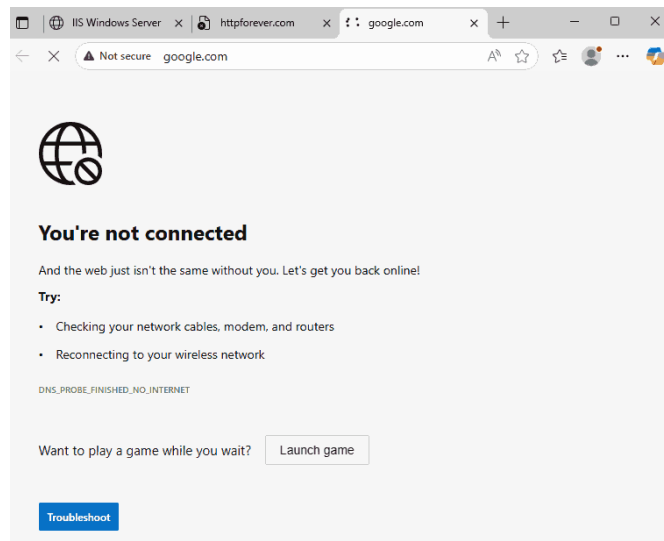 IIS Windows Server
httpforever.com
google.com
Not secure google.com
You're not connected
And the web just isn't the same without you. Let's get you back online!
Try:
• Checking your network cables, modem, and routers
• Reconnecting to your wireless network
DNS_PROBE_FINISHED_NO_INTERNET
Want to play a game while you wait? Launch game
Troubleshoot